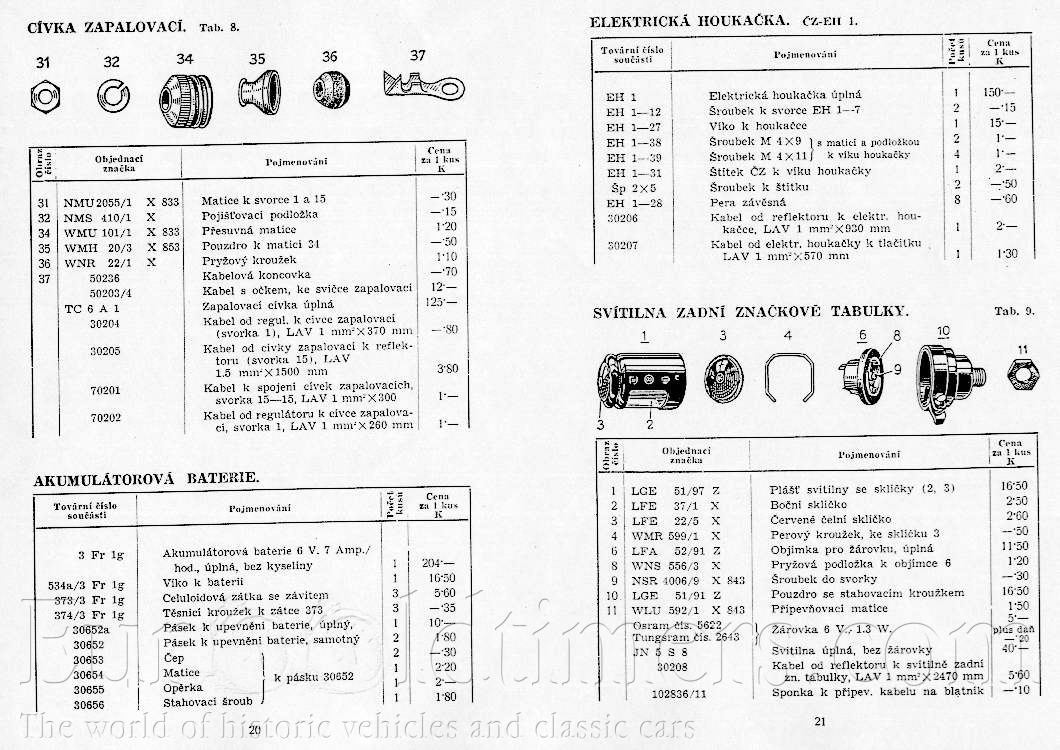 CÍVKA ZAPALOVACÍ. Tab. 8.
31 32 34 35 36 37
Obraz číslo Objednací značka Pojmenování Cena za 1 kus K
31 NMU 2055/1 X 833 Matice k svorce 1 a 15 —·30
32 NMS 410/1 X Pojišťovací podložka —·15
34 WMU 101/1 X 833 Přesuvná matice 1·20
35 WMH 20/3 X 853 Pouzdro k matici 34 —·50
36 WNR 22/1 X Pryžový kroužek 1·10
37 50236 Kabelová koncovka —·70
50203/4 Kabel s očkem, ke svíčce zapalovací 12·—
TC 6 A 1 Zapalovací cívka úplná 125·—
30204 Kabel od regul. k cívce zapalovací
(svorka 1), LAV 1 mm²×370 mm —·80
30205 Kabel od cívky zapalovací k reflek-
toru (svorka 15), LAV
1.5 mm²×1500 mm 3·80
70201 Kabel k spojení cívek zapalovacích,
svorka 15—15, LAV 1 mm²×300 1·—
70202 Kabel od regulátoru k cívce zapalova-
cí, svorka 1, LAV 1 mm²×260 mm 1·—
AKUMULÁTOROVÁ BATERIE.
Tovární číslo součásti Pojmenování Počet kusů Cena za 1 kus K
3 Fr 1g Akumulátorová baterie 6 V. 7 Amp./
hod., úplná, bez kyseliny 1 204·—
534a/3 Fr 1g Víko k baterii 1 16·50
373/3 Fr 1g Celuloidová zátka se závitem 3 5·60
374/3 Fr 1g Těsnicí kroužek k zátce 373 3 —·35
30652a Pásek k upevnění baterie, úplný, 1 10·—
30652 Pásek k upevnění baterie, samotný 2 1·80
30653 Čep 2 —·30
30654 Matice 1 2·20
k pásku 30652
30655 Opěrka 1 2·—
30656 Stahovací šroub 1 1·80
20
ELEKTRICKÁ HOUKAČKA. ČZ-EH 1.
Tovární číslo součásti Pojmenování Počet kusů Cena za 1 kus K
EH 1 Elektrická houkačka úplná 1 150·—
EH 1—12 Šroubek k svorce EH 1—7 2 —·15
EH 1—27 Víko k houkačce 1 15·—
EH 1—38 Šroubek M 4×9 s maticí a podložkou 2 1·—
EH 1—39 Šroubek M 4×11 k víku houkačky 4 1·—
EH 1—31 Štítek ČZ k víku houkačky 1 2·—
Šp 2×5 Šroubek k štítku 2 —·50
EH 1—28 Pera závěsná 8 —·60
30206 Kabel od reflektoru k elektr. hou-
kačce, LAV 1 mm²×930 mm 1 2·—
30207 Kabel od elektr. houkačky k tlačítku
LAV 1 mm²×570 mm 1 1·30
SVÍTILNA ZADNÍ ZNAČKOVÉ TABULKY. Tab. 9.
1 3 4 6 8 10 11
9
3 2
Obraz číslo Objednací značka Pojmenování Cena za 1 kus K
1 LGE 51/97 Z Plášť svítilny se sklíčky (2, 3) 16·50
2 LFE 37/1 X Boční sklíčko 2·50
3 LFE 22/5 X Červené čelní sklíčko 2·60
4 WMR 599/1 X Perový kroužek, ke sklíčku 3 —·50
6 LFA 52/91 Z Objímka pro žárovku, úplná 11·50
8 WNS 556/3 X Pryžová podložka k objímce 6 1·20
9 NSR 4006/9 X 843 Šroubek do svorky —·30
10 LGE 51/91 Z Pouzdro se stahovacím kroužkem 16·50
11 WLU 592/1 X 843 Připevňovací matice 1·50
Osram čís. 5622 5·—
Žárovka 6 V.- 1.3 W. plus daň
Tungsram čís. 2643 —·20
JN 5 S 8 Svítilna úplná, bez žárovky 40·—
30208 Kabel od reflektoru k svítilně zadní
zn. tabulky, LAV 1 mm²×2470 mm 5·60
102836/11 Sponka k připev. kabelu na blatník —·10
21
The world of historic vehicles and classic cars